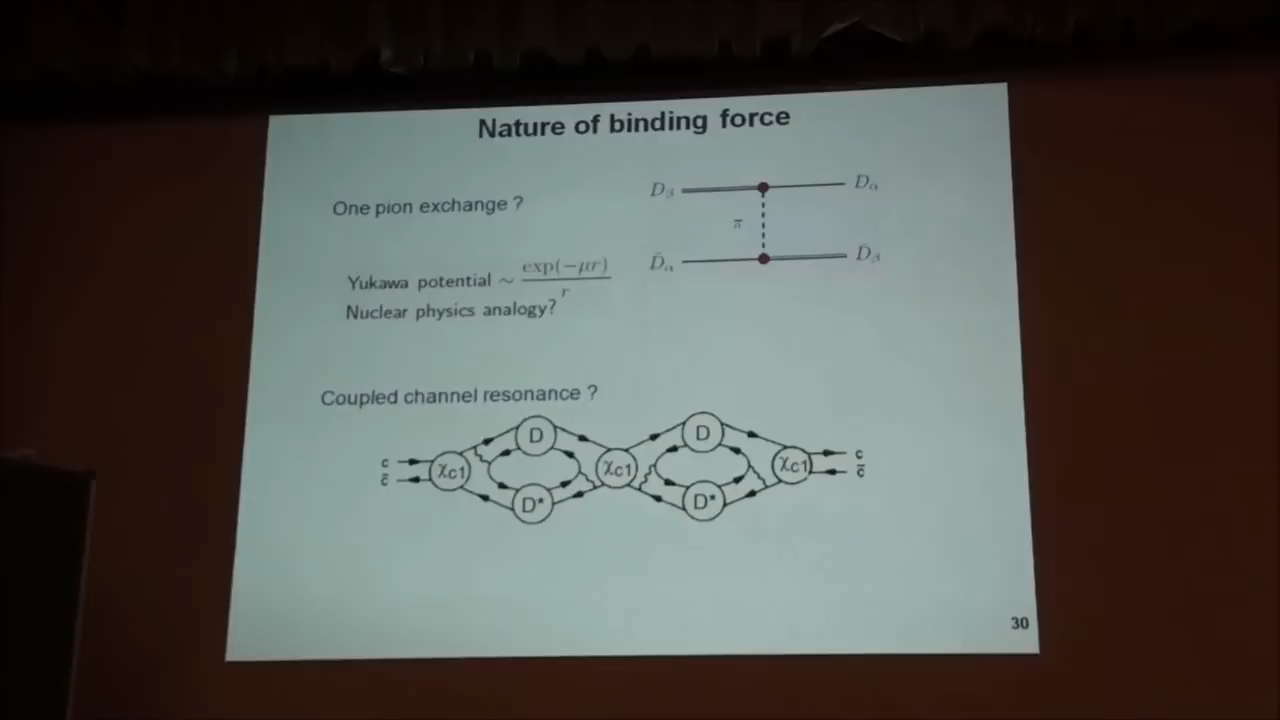 Nature of binding force
One pion exchange ?
D_β D_α
π
D̄_α D̄_β
Yukawa potential ~ exp(−μr)/r
Nuclear physics analogy?
Coupled channel resonance ?
D D
c χc1 χc1 χc1 c
c̄ c̄
D* D*
30